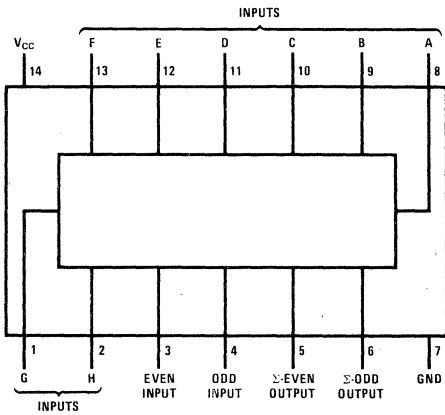 INPUTS
VCC F E D C B A
14 13 12 11 10 9 8
1 2 3 4 5 6 7
G H EVEN INPUT ODD INPUT Σ-EVEN OUTPUT Σ-ODD OUTPUT GND
INPUTS